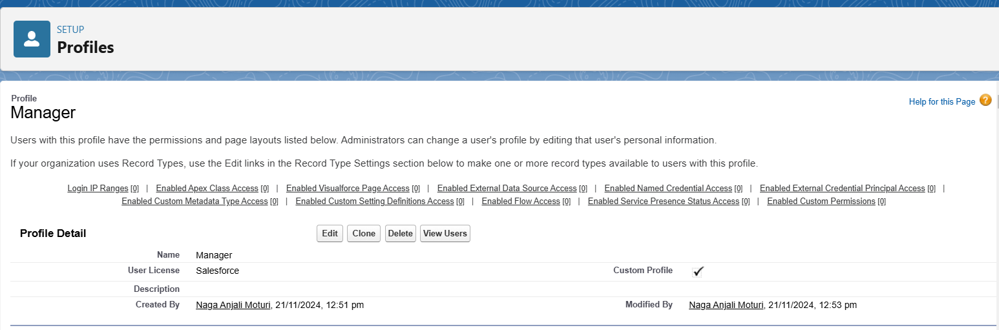 SETUP
Profiles
Profile
Manager
Help for this Page ?
Users with this profile have the permissions and page layouts listed below. Administrators can change a user's profile by editing that user's personal information.
If your organization uses Record Types, use the Edit links in the Record Type Settings section below to make one or more record types available to users with this profile.
Login IP Ranges [0] | Enabled Apex Class Access [0] | Enabled Visualforce Page Access [0] | Enabled External Data Source Access [0] | Enabled Named Credential Access [0] | Enabled External Credential Principal Access [0] |
Enabled Custom Metadata Type Access [0] | Enabled Custom Setting Definitions Access [0] | Enabled Flow Access [0] | Enabled Service Presence Status Access [0] | Enabled Custom Permissions [0]
Profile Detail Edit Clone Delete View Users
Name Manager
User License Salesforce Custom Profile
Description
Created By Naga Anjali Moturi, 21/11/2024, 12:51 pm Modified By Naga Anjali Moturi, 21/11/2024, 12:53 pm